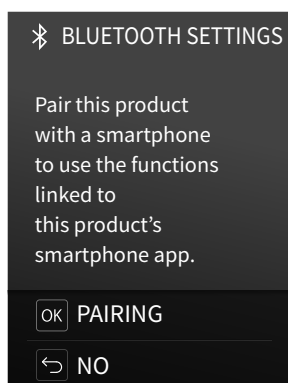 BLUETOOTH SETTINGS
Pair this product
with a smartphone
to use the functions
linked to
this product’s
smartphone app.
OK PAIRING
NO